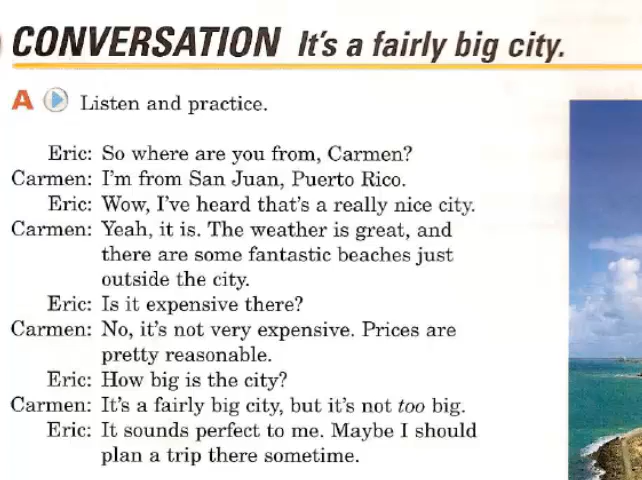 CONVERSATION It's a fairly big city.
A Listen and practice.
Eric: So where are you from, Carmen?
Carmen: I'm from San Juan, Puerto Rico.
Eric: Wow, I've heard that's a really nice city.
Carmen: Yeah, it is. The weather is great, and
there are some fantastic beaches just
outside the city.
Eric: Is it expensive there?
Carmen: No, it's not very expensive. Prices are
pretty reasonable.
Eric: How big is the city?
Carmen: It's a fairly big city, but it's not too big.
Eric: It sounds perfect to me. Maybe I should
plan a trip there sometime.